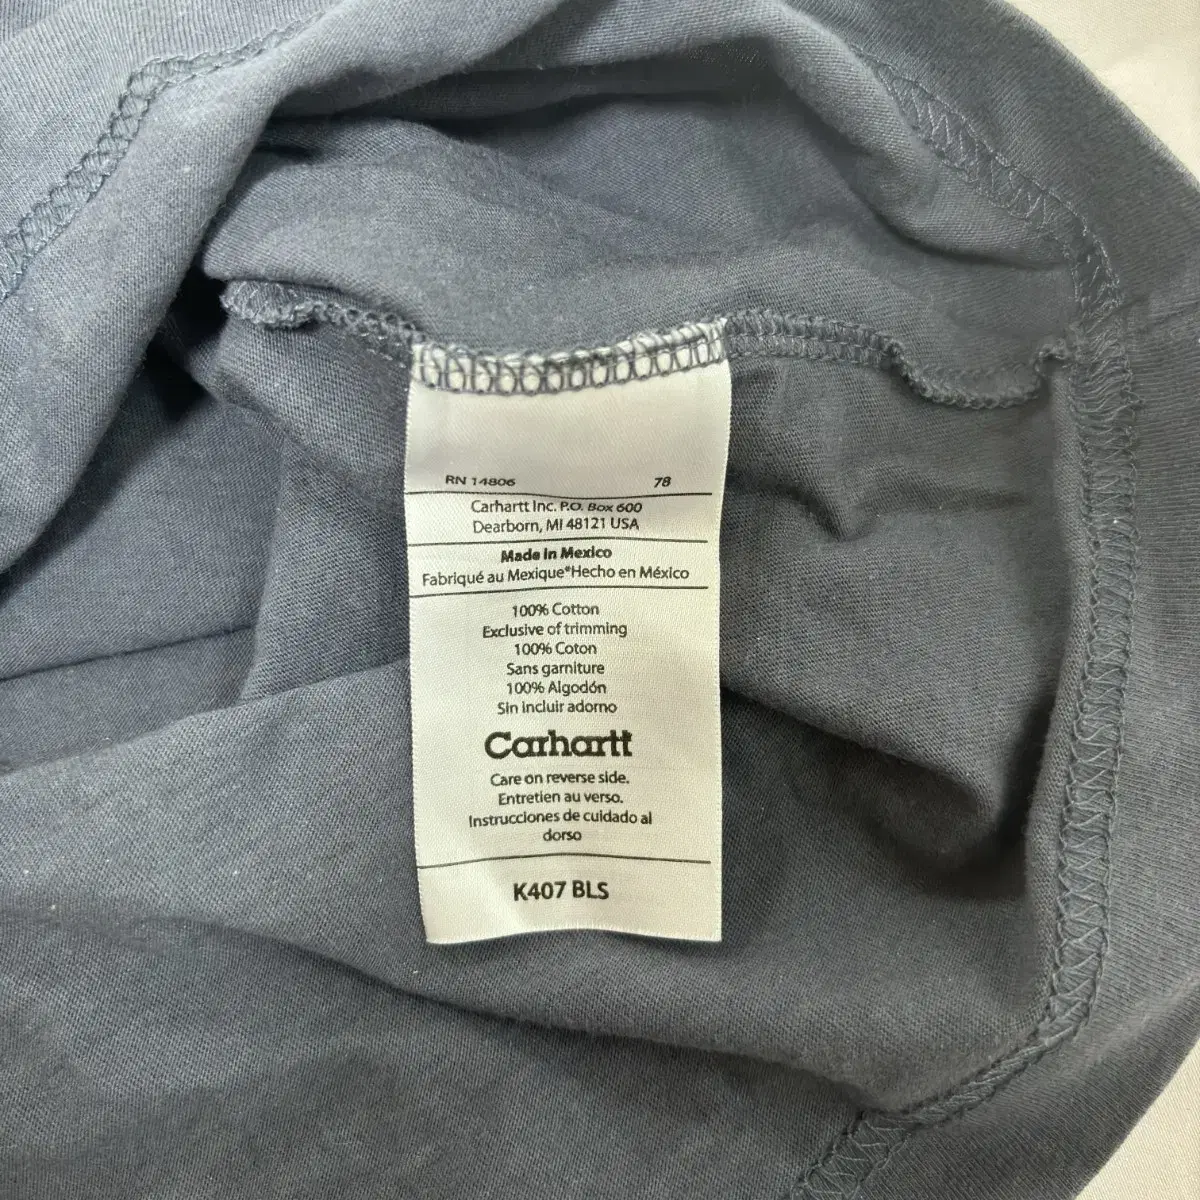 RN 14806 78
Carhartt Inc. P.O. Box 600
Dearborn, MI 48121 USA
Made in Mexico
Fabriqué au Mexique*Hecho en México
100% Cotton
Exclusive of trimming
100% Coton
Sans garniture
100% Algodón
Sin incluir adorno
Carhartt
Care on reverse side.
Entretien au verso.
Instrucciones de cuidado al
dorso
K407 BLS